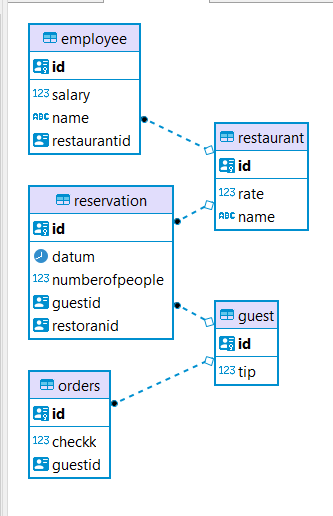 employee
id
123 salary
ABC name
restaurantid
restaurant
id
123 rate
ABC name
reservation
id
datum
123 numberofpeople
guestid
restoranid
guest
id
123 tip
orders
id
123 checkk
guestid